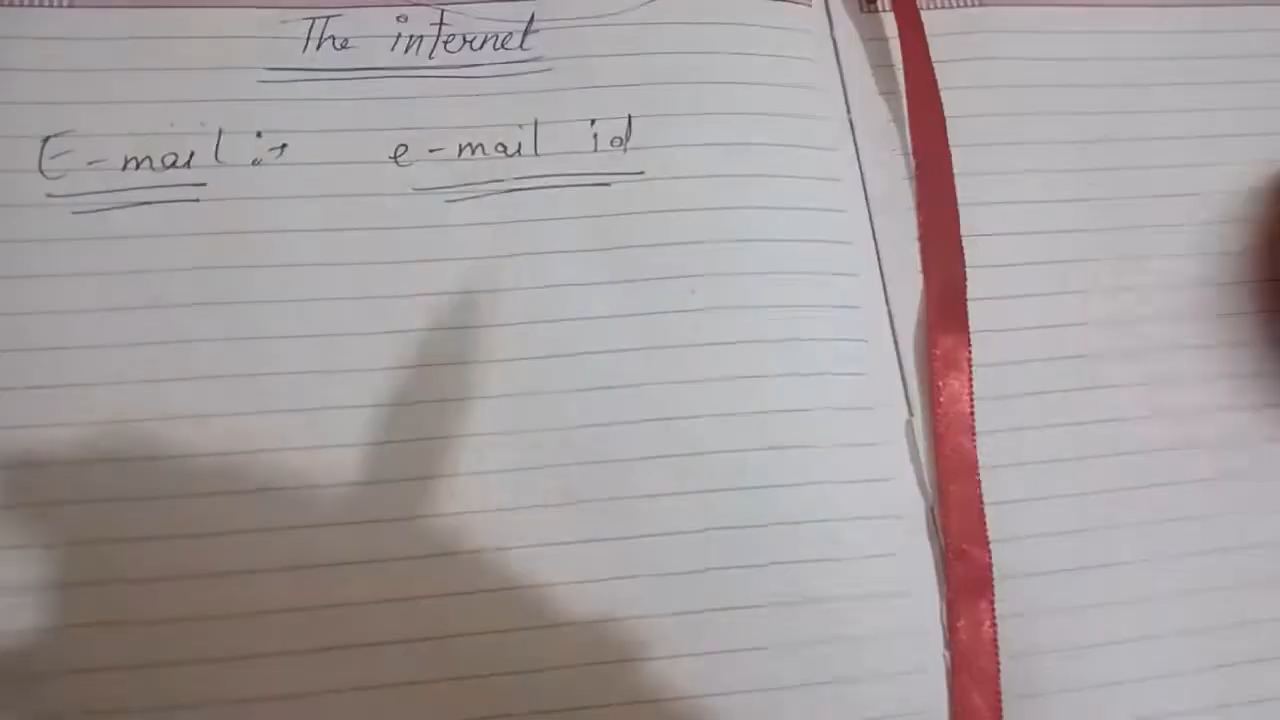 The internet
E-mail :→ e-mail id